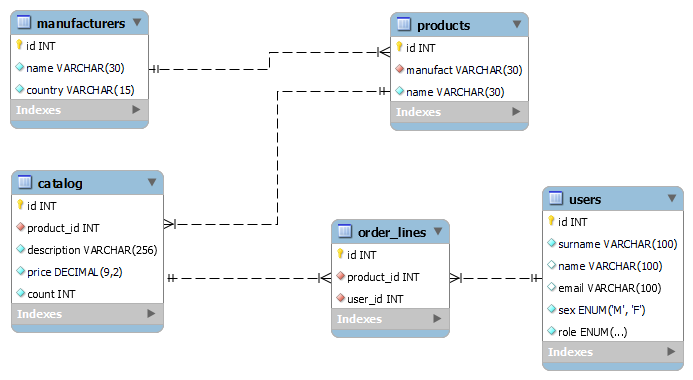 manufacturers
id INT
name VARCHAR(30)
country VARCHAR(15)
Indexes
products
id INT
manufact VARCHAR(30)
name VARCHAR(30)
Indexes
catalog
id INT
product_id INT
description VARCHAR(256)
price DECIMAL(9,2)
count INT
Indexes
order_lines
id INT
product_id INT
user_id INT
Indexes
users
id INT
surname VARCHAR(100)
name VARCHAR(100)
email VARCHAR(100)
sex ENUM('M', 'F')
role ENUM(...)
Indexes